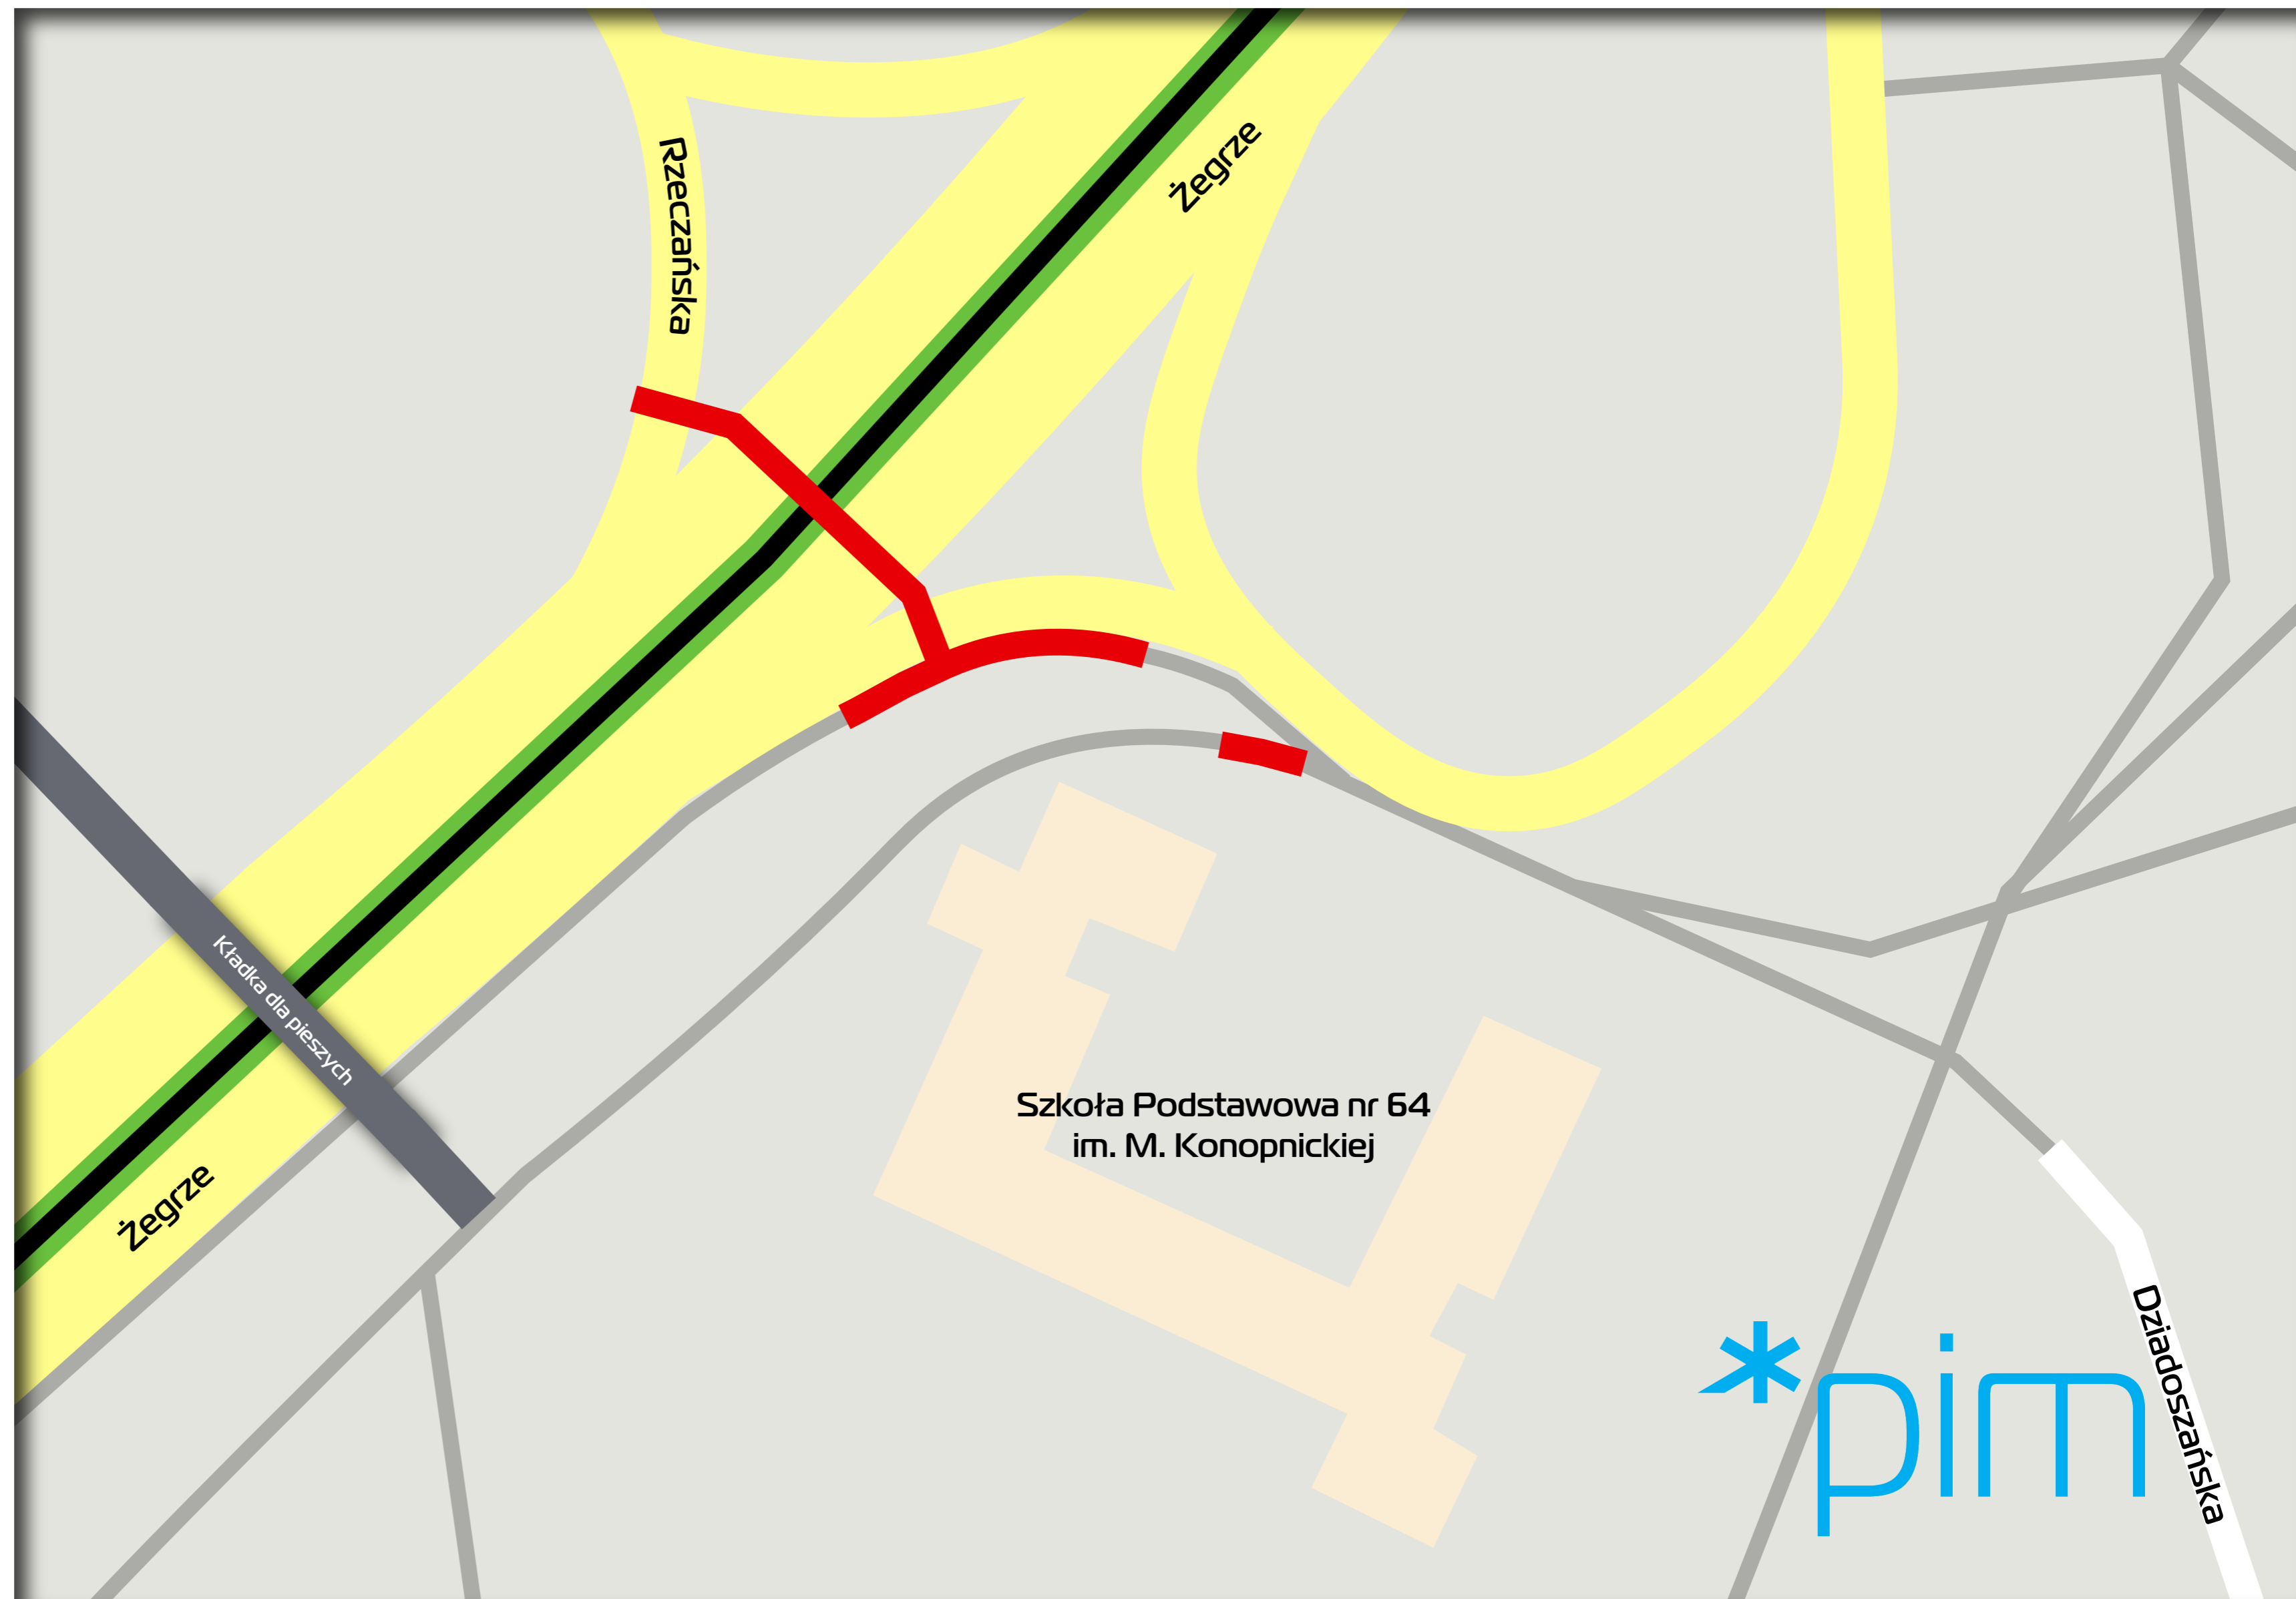 Rzeczańska
Żegrze
Kładka dla pieszych
Żegrze
Szkoła Podstawowa nr 64
im. M. Konopnickiej
Dziadoszańska
*pim